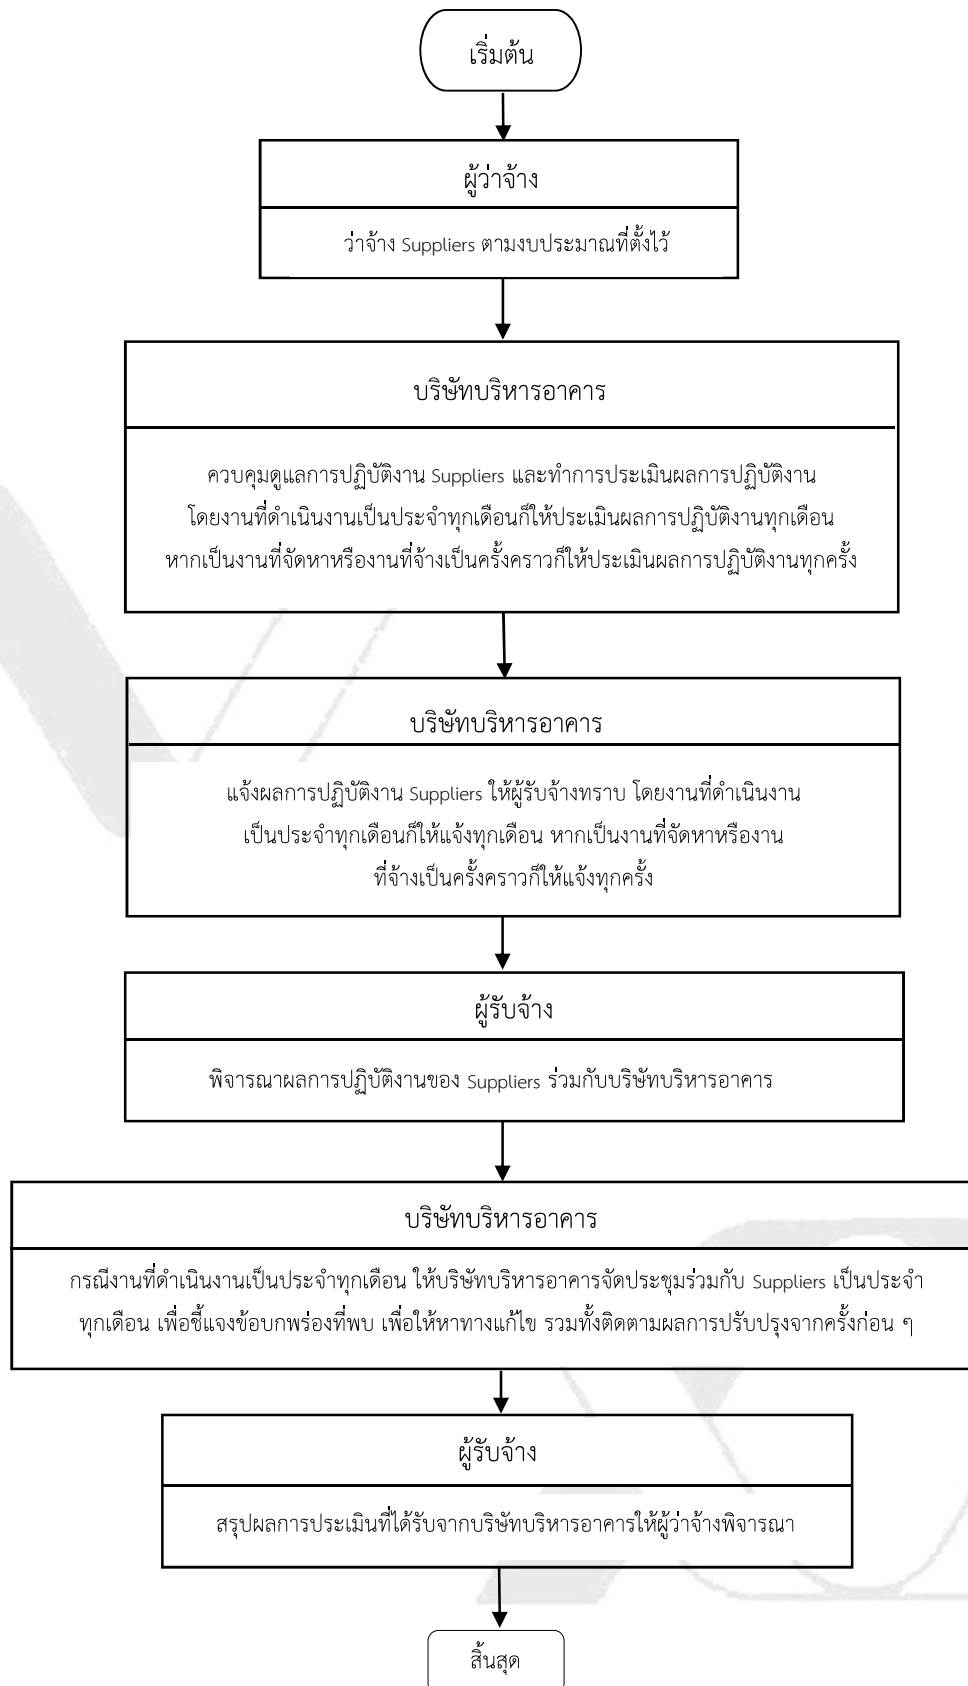 เริ่มต้น
ผู้ว่าจ้าง
ว่าจ้าง Suppliers ตามงบประมาณที่ตั้งไว้
บริษัทบริหารอาคาร
ควบคุมดูแลการปฏิบัติงาน Suppliers และทำการประเมินผลการปฏิบัติงาน
โดยงานที่ดำเนินงานเป็นประจำทุกเดือนก็ให้ประเมินผลการปฏิบัติงานทุกเดือน
หากเป็นงานที่จัดหาหรืองานที่จ้างเป็นครั้งคราวก็ให้ประเมินผลการปฏิบัติงานทุกครั้ง
บริษัทบริหารอาคาร
แจ้งผลการปฏิบัติงาน Suppliers ให้ผู้รับจ้างทราบ โดยงานที่ดำเนินงาน
เป็นประจำทุกเดือนก็ให้แจ้งทุกเดือน หากเป็นงานที่จัดหาหรืองาน
ที่จ้างเป็นครั้งคราวก็ให้แจ้งทุกครั้ง
ผู้รับจ้าง
พิจารณาผลการปฏิบัติงานของ Suppliers ร่วมกับบริษัทบริหารอาคาร
บริษัทบริหารอาคาร
กรณีงานที่ดำเนินงานเป็นประจำทุกเดือน ให้บริษัทบริหารอาคารจัดประชุมร่วมกับ Suppliers เป็นประจำ
ทุกเดือน เพื่อชี้แจงข้อบกพร่องที่พบ เพื่อให้หาทางแก้ไข รวมทั้งติดตามผลการปรับปรุงจากครั้งก่อน ๆ
ผู้รับจ้าง
สรุปผลการประเมินที่ได้รับจากบริษัทบริหารอาคารให้ผู้ว่าจ้างพิจารณา
สิ้นสุด